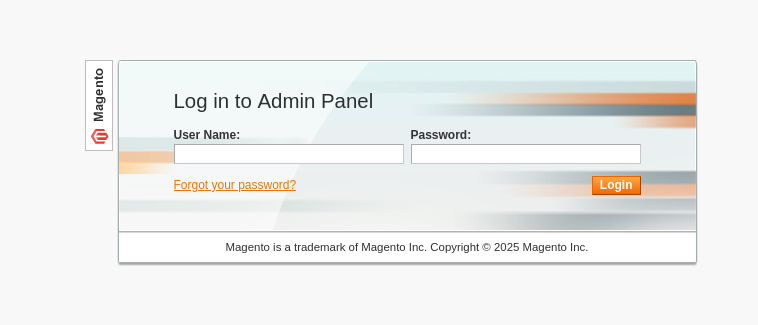 Magento
Log in to Admin Panel
User Name: Password:
Forgot your password? Login
Magento is a trademark of Magento Inc. Copyright © 2025 Magento Inc.